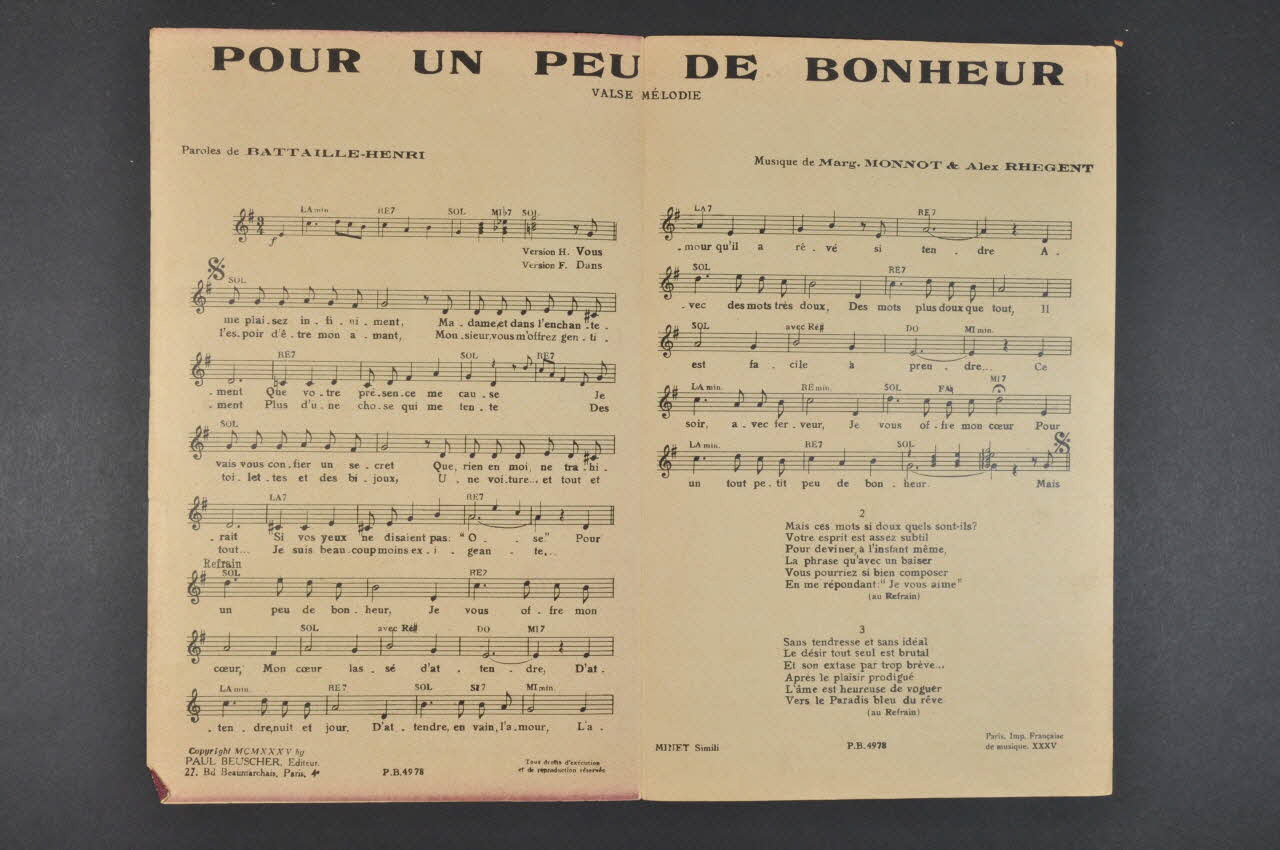 POUR UN PEU DE BONHEUR
VALSE MÉLODIE
Paroles de BATTAILLE-HENRI
Musique de Marg. MONNOT & Alex RHEGENT
LA min. RE7 SOL MI♭7 SOL
Version H. Vous
Version F. Dans
SOL
me plai-sez in-fi-ni-ment, Ma-dame,et dans l'enchan-te-
l'es-poir d'ê-tre mon a-mant, Mon-sieur,vous m'offrez gen-ti-
RE7 SOL RE7
-ment Que vo-tre pré-sen-ce me cau-se Je
-ment Plus d'u-ne cho-se qui me ten-te Des
SOL
vais vous con-fier un se-cret Que, rien en moi, ne tra-hi-
toi-let-tes et des bi-joux, U-ne voi-ture... et tout et
LA7 RE7
-rait Si vos yeux ne disaient pas: "O-se" Pour
tout... Je suis beau-coup moins ex-i-gean-te...
Refrain
SOL RE7
un peu de bon-heur, Je vous of-fre mon
SOL avec Ré# DO MI7
cœur, Mon cœur las-sé d'at-ten-dre, D'at-
LA min. RE7 SOL SI7 MI min.
-ten-dre,nuit et jour, D'at-tendre, en vain, l'a-mour, L'a-
Copyright MCMXXXV by
PAUL BEUSCHER, Editeur.
27, Bd Beaumarchais, Paris, 4e
P.B.4978
Tous droits d'exécution
et de reproduction réservés
LA7 RE7
-mour qu'il a rê-vé si ten-dre A-
SOL RE7
-vec des mots très doux, Des mots plus doux que tout, Il
SOL avec Ré# DO MI min.
est fa-cile à pren-dre... Ce
LA min. RE min. SOL FA# MI7
soir, a-vec fer-veur, Je vous of-fre mon cœur Pour
LA min. RE7 SOL
un tout pe-tit peu de bon-heur. Mais
2
Mais ces mots si doux quels sont-ils?
Votre esprit est assez subtil
Pour deviner, à l'instant même,
La phrase qu'avec un baiser
Vous pourriez si bien composer
En me répondant: "Je vous aime"
(au Refrain)
3
Sans tendresse et sans idéal
Le désir tout seul est brutal
Et son extase par trop brève...
Après le plaisir prodigué
L'âme est heureuse de voguer
Vers le Paradis bleu du rêve
(au Refrain)
MINET Simili
P.B.4978
Paris, Imp. Française
de musique. XXXV